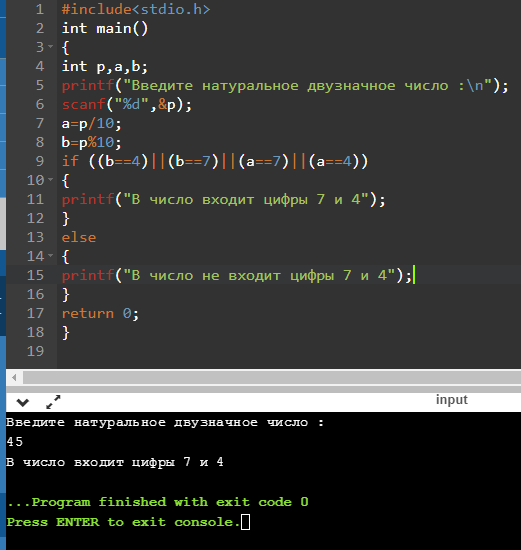 1 #include<stdio.h>
2 int main()
3 {
4 int p,a,b;
5 printf("Введите натуральное двузначное число :\n");
6 scanf("%d",&p);
7 a=p/10;
8 b=p%10;
9 if ((b==4)||(b==7)||(a==7)||(a==4))
10 {
11 printf("В число входит цифры 7 и 4");
12 }
13 else
14 {
15 printf("В число не входит цифры 7 и 4");
16 }
17 return 0;
18 }
19
input
Введите натуральное двузначное число :
45
В число входит цифры 7 и 4
...Program finished with exit code 0
Press ENTER to exit console.